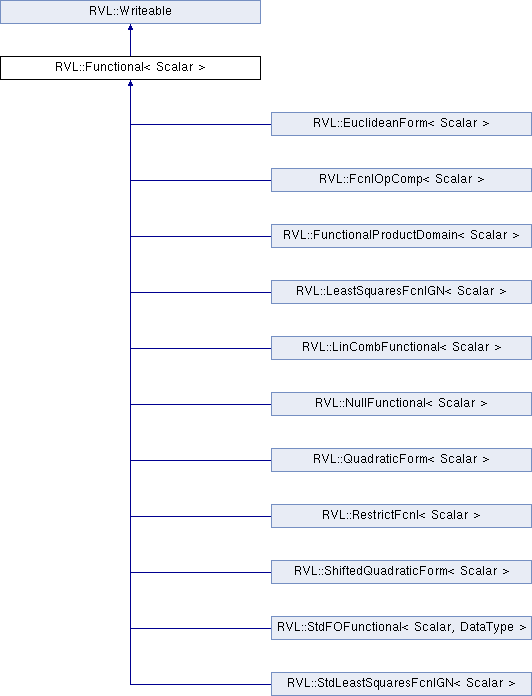 RVL::Writeable
RVL::Functional< Scalar >
RVL::EuclideanForm< Scalar >
RVL::FcnlOpComp< Scalar >
RVL::FunctionalProductDomain< Scalar >
RVL::LeastSquaresFcnlGN< Scalar >
RVL::LinCombFunctional< Scalar >
RVL::NullFunctional< Scalar >
RVL::QuadraticForm< Scalar >
RVL::RestrictFcnl< Scalar >
RVL::ShiftedQuadraticForm< Scalar >
RVL::StdFOFunctional< Scalar, DataType >
RVL::StdLeastSquaresFcnlGN< Scalar >